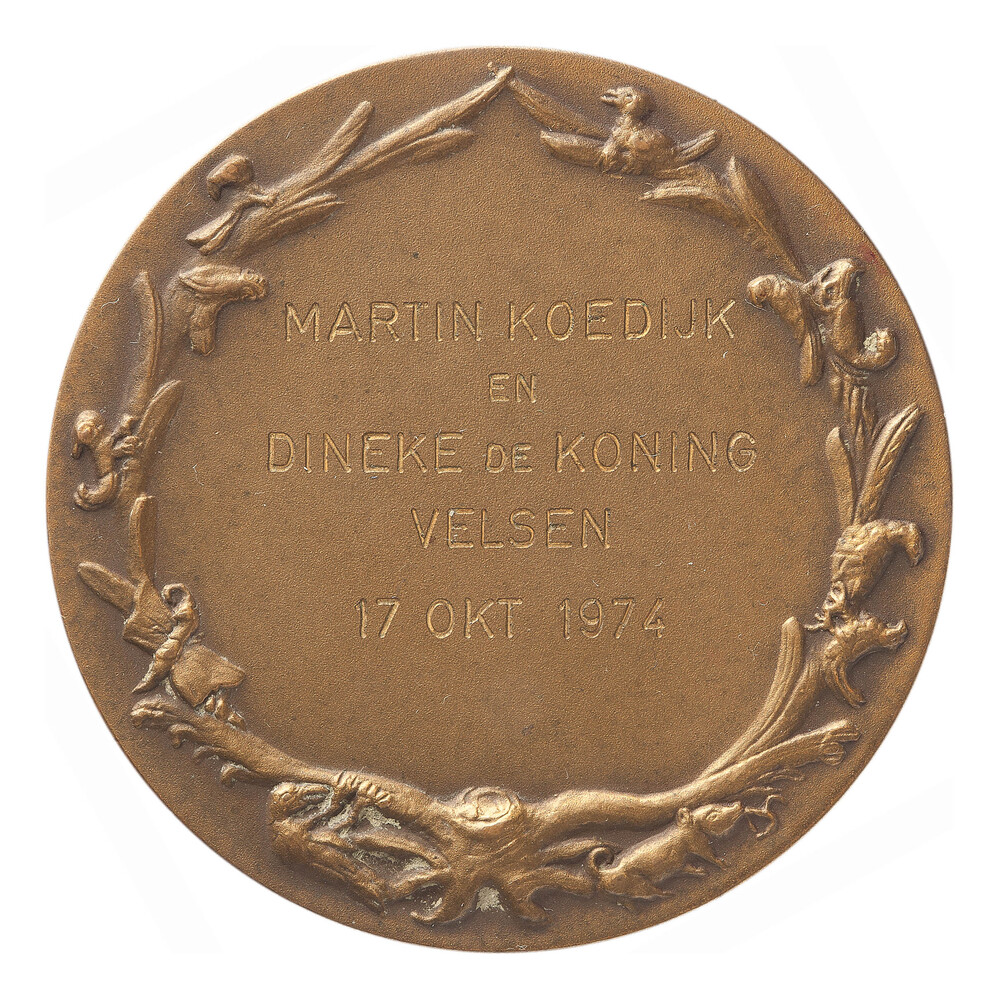 MARTIN KOEDIJK
EN
DINEKE DE KONING
VELSEN
17 OKT 1974